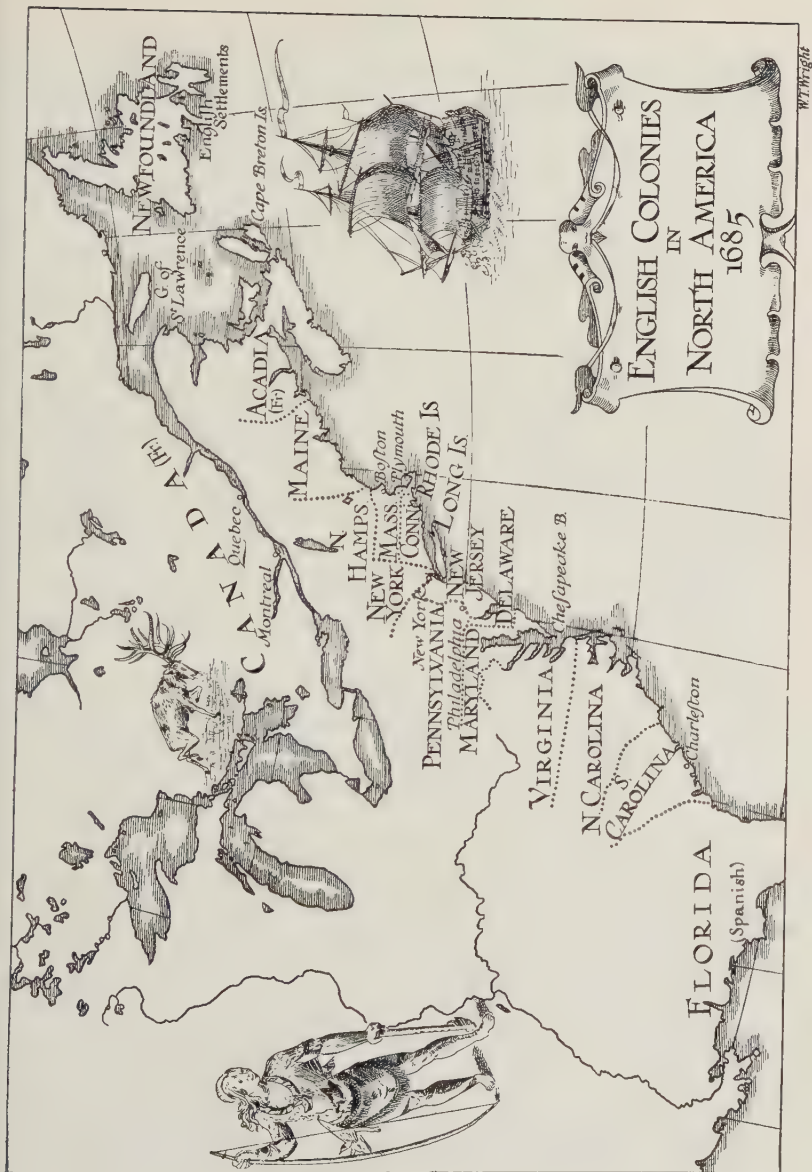 NEWFOUNDLAND
English
Settlements
G. of
St Lawrence
Cape Breton Is.
CANADA (Fr.)
Quebec
Montreal
ACADIA
(Fr.)
MAINE
N
HAMPS
MASS
Boſton
Plymouth
CONN
RHODE IS
LONG IS.
NEW
YORK
New York
NEW
JERSEY
PENNSYLVANIA
Philadelphia
MARYLAND
DELAWARE
Cheſapeake B.
VIRGINIA
N. CAROLINA
S
CAROLINA
Charleſton
FLORIDA
(Spanish)
ENGLISH COLONIES
IN
NORTH AMERICA
1685
W.T.Wright